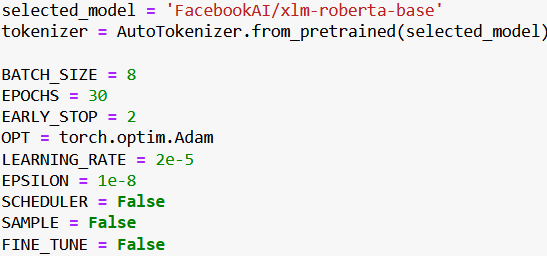 selected_model = 'FacebookAI/xlm-roberta-base'
tokenizer = AutoTokenizer.from_pretrained(selected_model)
BATCH_SIZE = 8
EPOCHS = 30
EARLY_STOP = 2
OPT = torch.optim.Adam
LEARNING_RATE = 2e-5
EPSILON = 1e-8
SCHEDULER = False
SAMPLE = False
FINE_TUNE = False